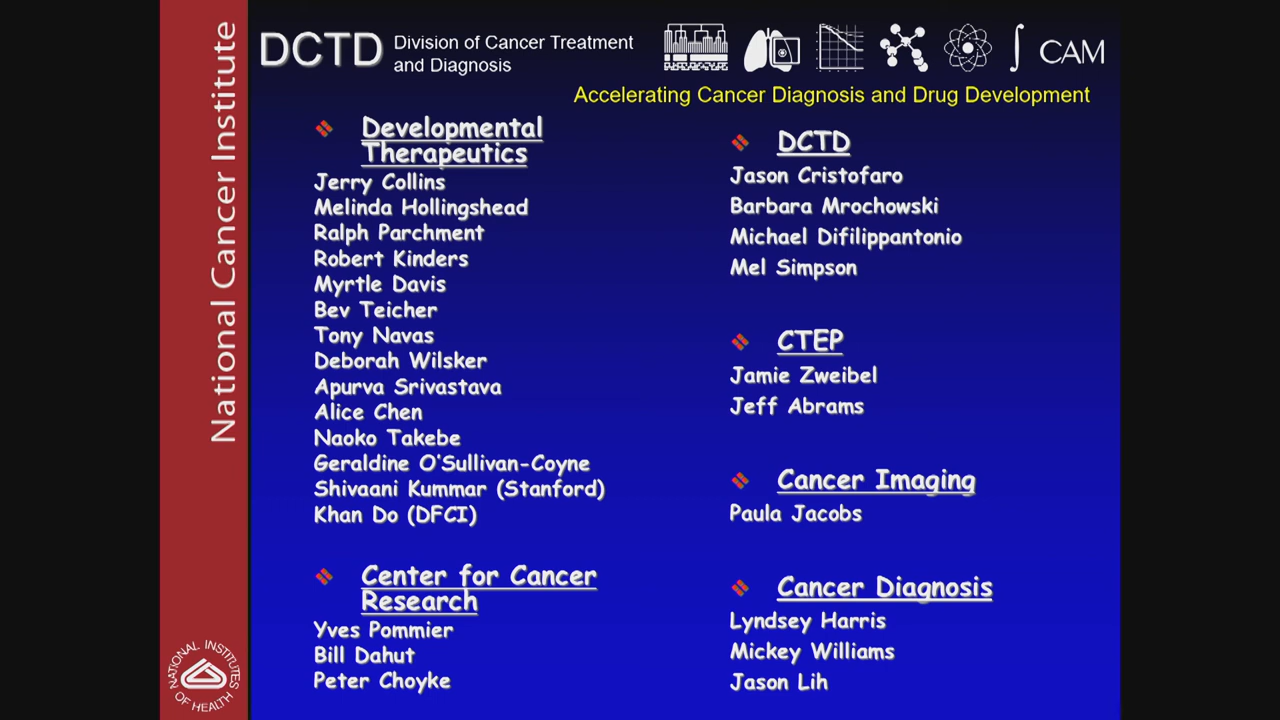 National Cancer Institute
NATIONAL INSTITUTES
OF HEALTH
DCTD
Division of Cancer Treatment
and Diagnosis
CAM
Accelerating Cancer Diagnosis and Drug Development
Developmental
Therapeutics
Jerry Collins
Melinda Hollingshead
Ralph Parchment
Robert Kinders
Myrtle Davis
Bev Teicher
Tony Navas
Deborah Wilsker
Apurva Srivastava
Alice Chen
Naoko Takebe
Geraldine O'Sullivan-Coyne
Shivaani Kummar (Stanford)
Khan Do (DFCI)
Center for Cancer
Research
Yves Pommier
Bill Dahut
Peter Choyke
DCTD
Jason Cristofaro
Barbara Mrochowski
Michael Difilippantonio
Mel Simpson
CTEP
Jamie Zweibel
Jeff Abrams
Cancer Imaging
Paula Jacobs
Cancer Diagnosis
Lyndsey Harris
Mickey Williams
Jason Lih